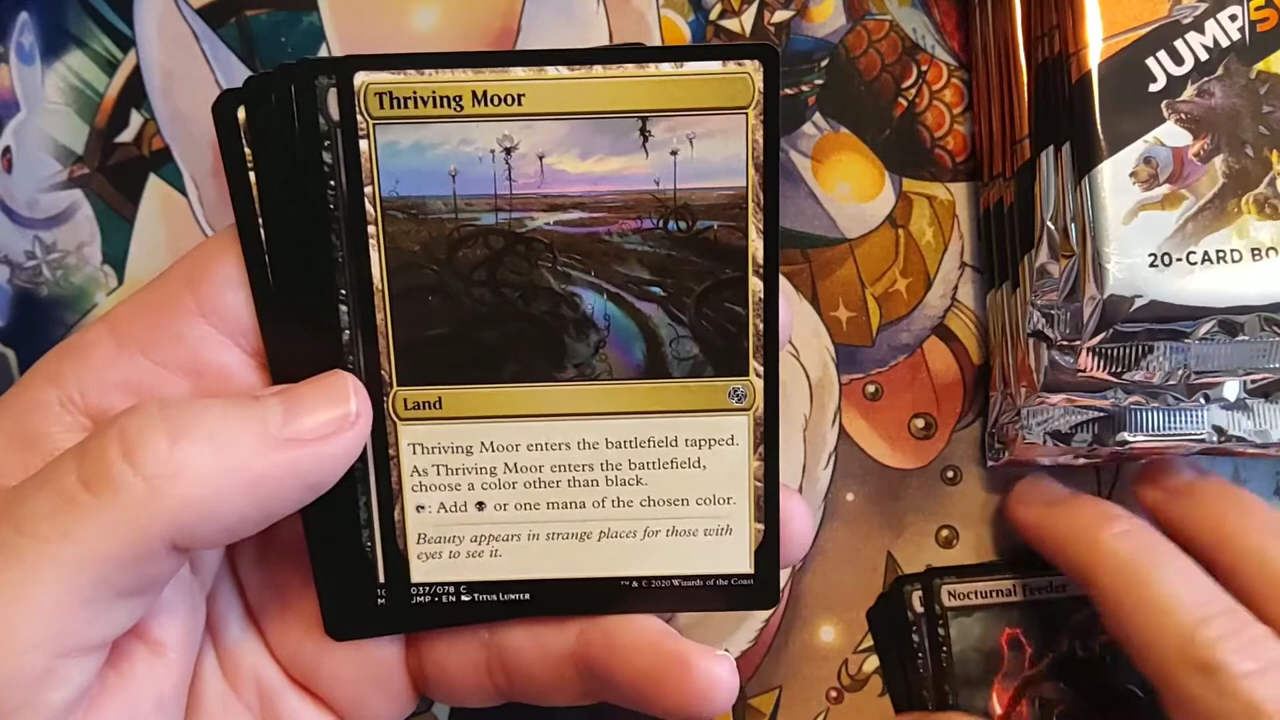 Thriving Moor
Land
Thriving Moor enters the battlefield tapped.
As Thriving Moor enters the battlefield,
choose a color other than black.
: Add or one mana of the chosen color.
Beauty appears in strange places for those with
eyes to see it.
037/078 C
JMP • EN Titus Lunter
™ & © 2020 Wizards of the Coast
10
M
JUMP/S
20-CARD BO
Nocturnal Feeder